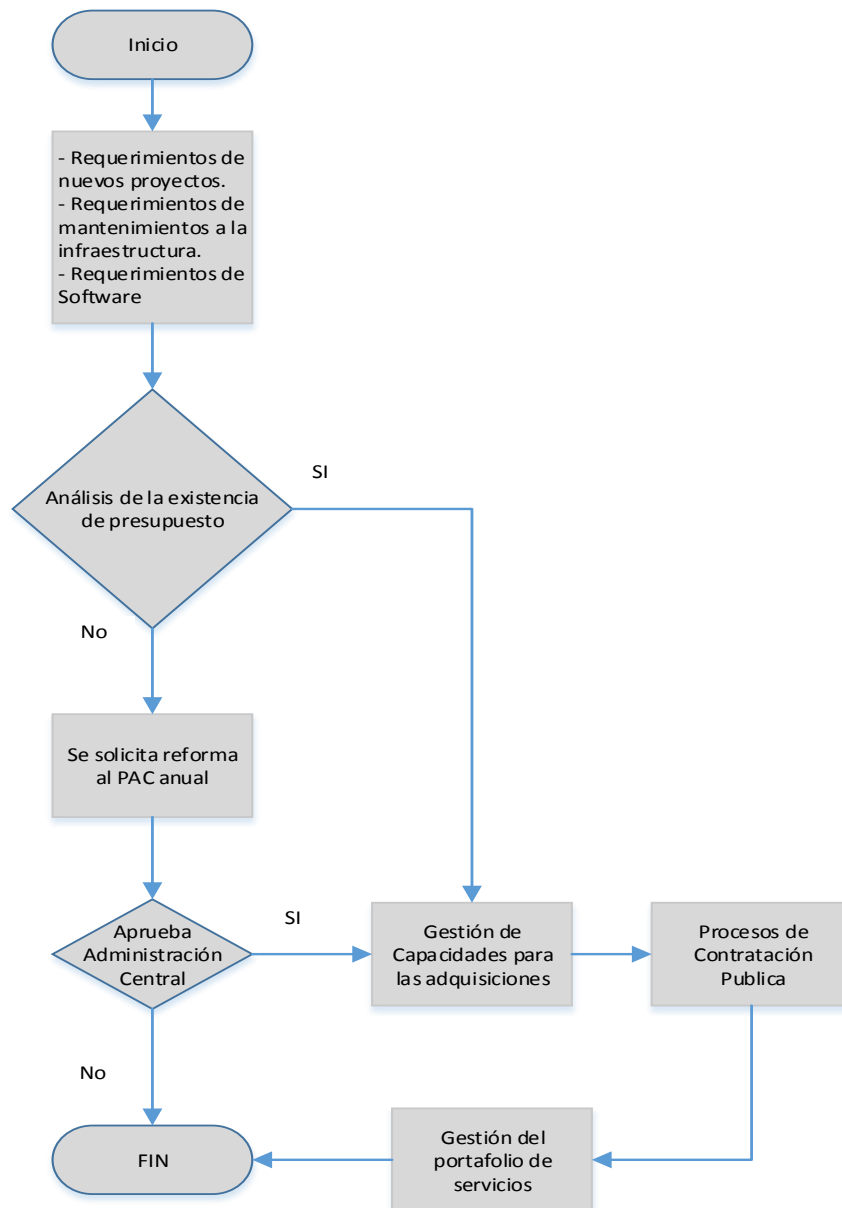 Inicio
- Requerimientos de
nuevos proyectos.
- Requerimientos de
mantenimientos a la
infraestructura.
- Requerimientos de
Software
Análisis de la existencia
de presupuesto
SI
No
Se solicita reforma
al PAC anual
Aprueba
Administración
Central
SI
Gestión de
Capacidades para
las adquisiciones
Procesos de
Contratación
Publica
No
FIN
Gestión del
portafolio de
servicios